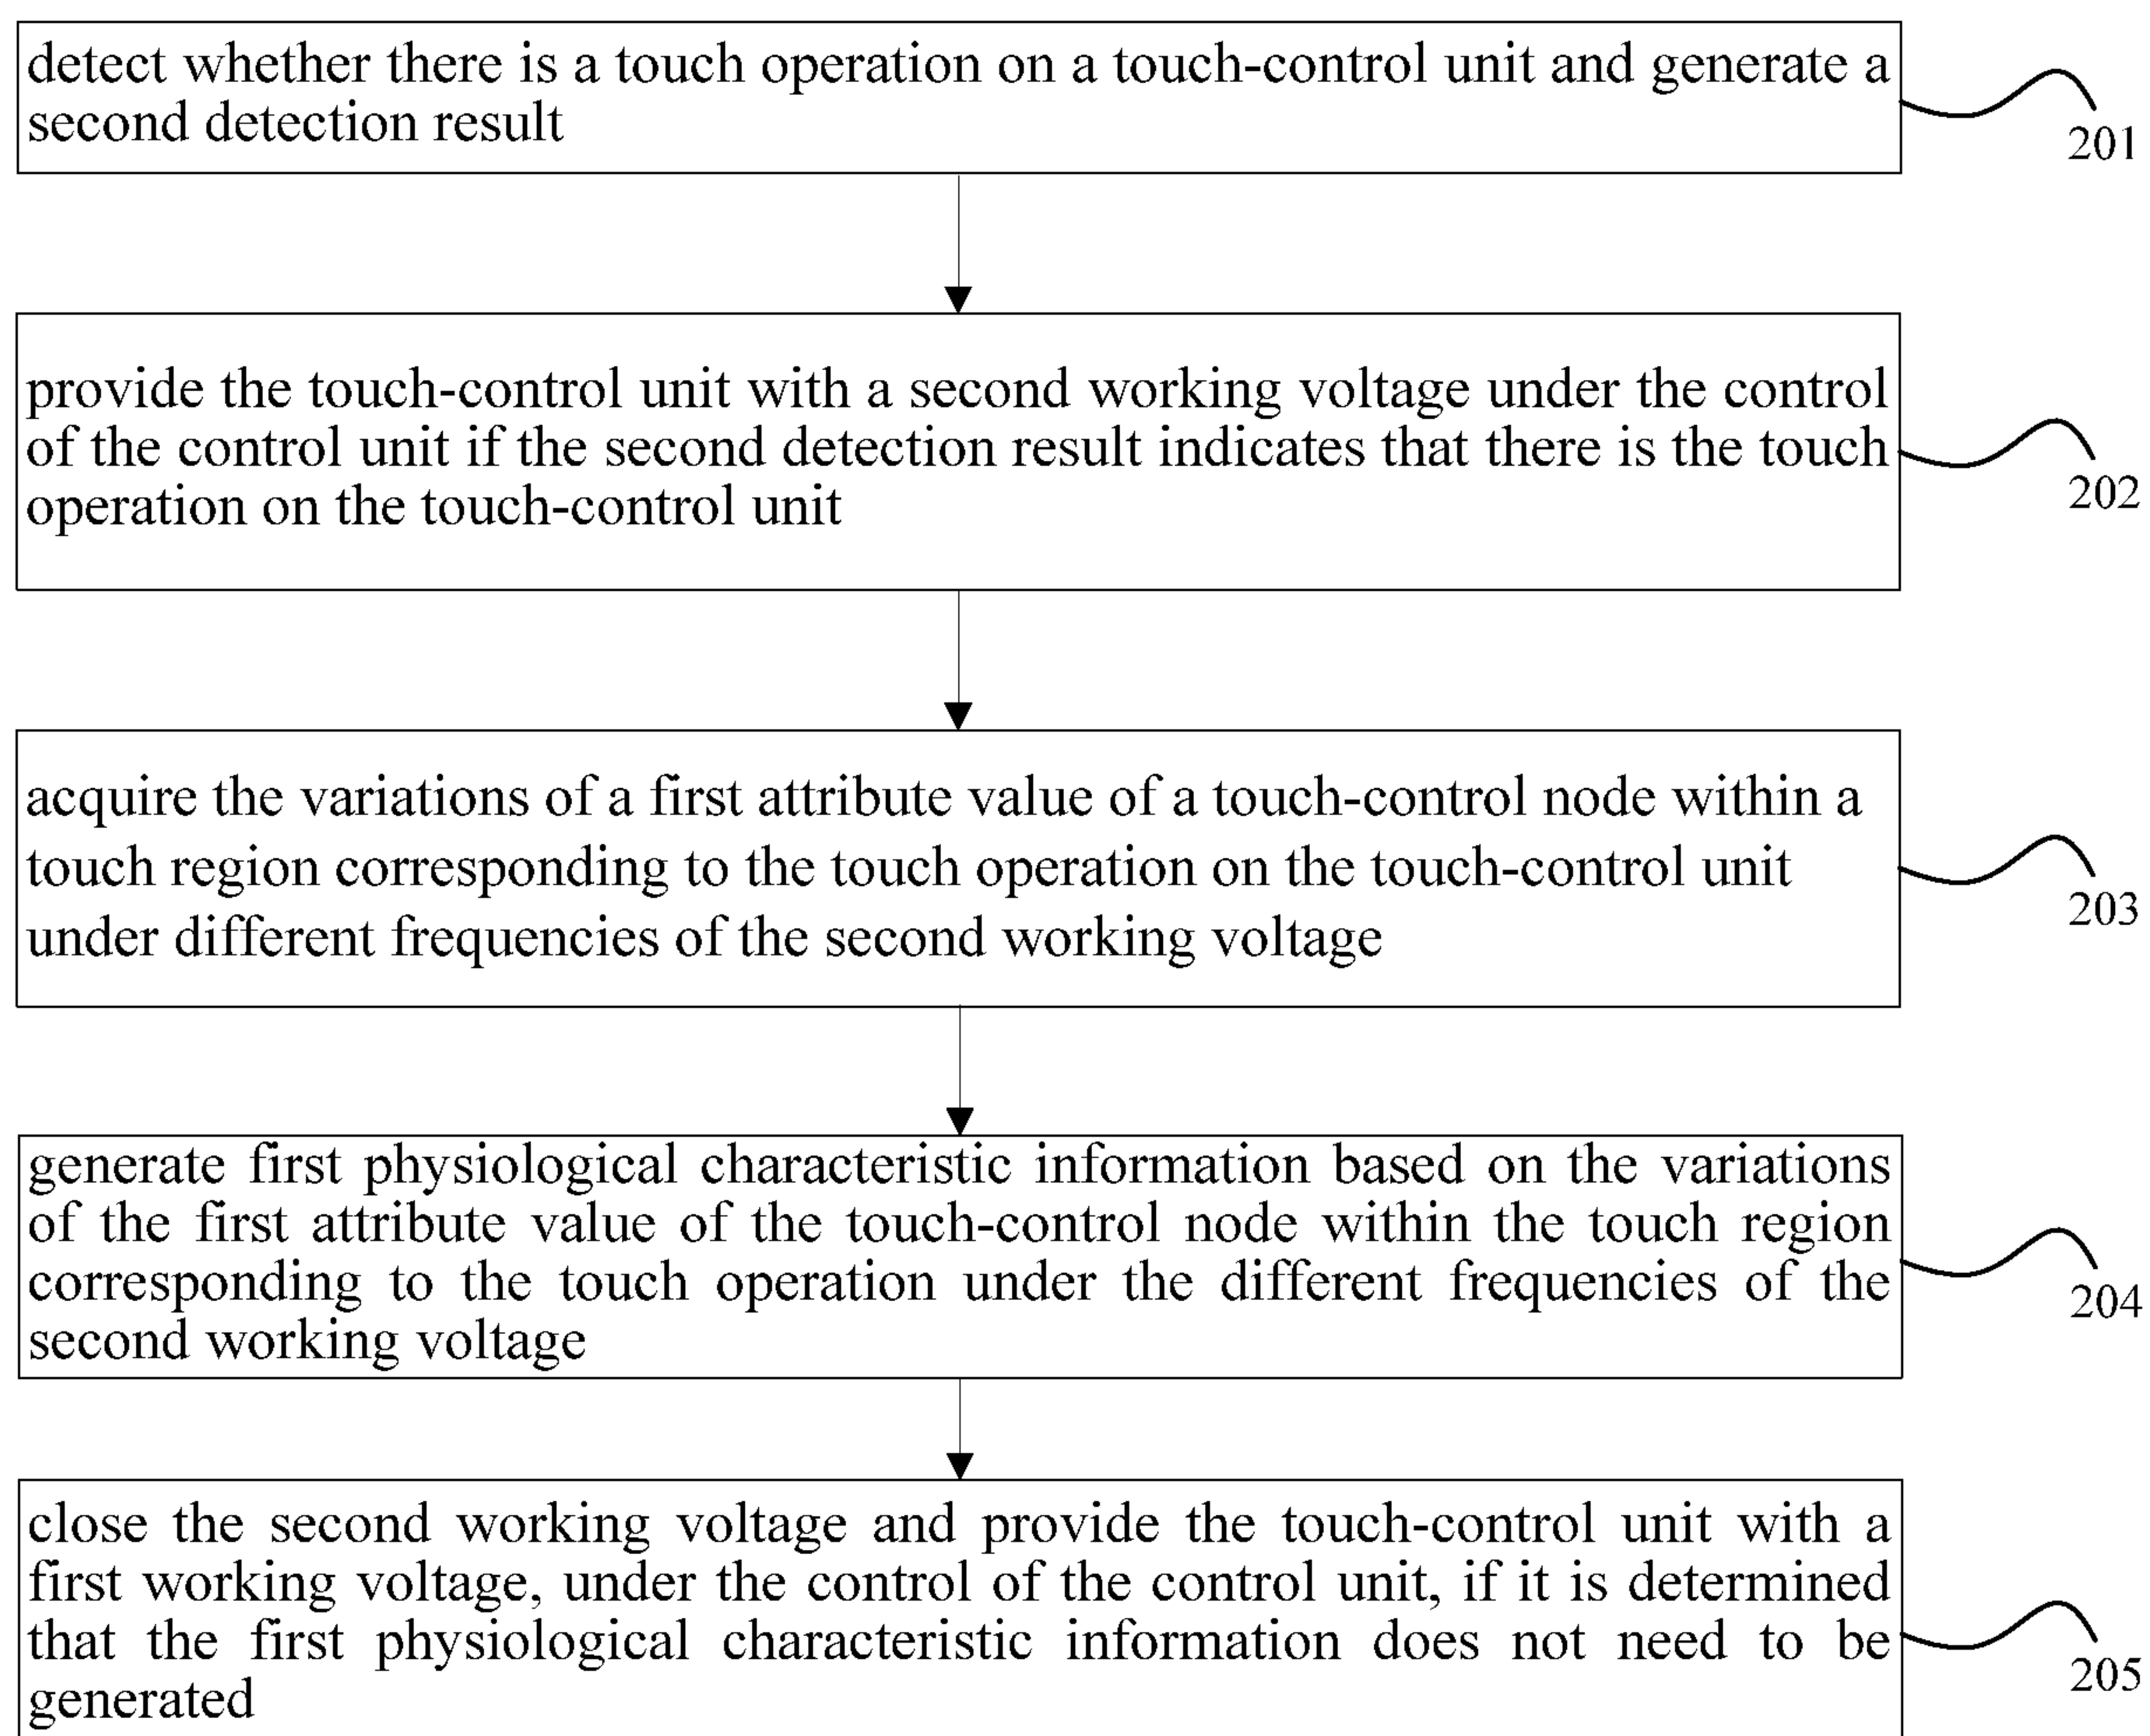 detect whether there is a touch operation on a touch-control unit and generate a
second detection result
201
provide the touch-control unit with a second working voltage under the control
of the control unit if the second detection result indicates that there is the touch
operation on the touch-control unit
202
acquire the variations of a first attribute value of a touch-control node within a
touch region corresponding to the touch operation on the touch-control unit
under different frequencies of the second working voltage
203
generate first physiological characteristic information based on the variations
of the first attribute value of the touch-control node within the touch region
corresponding to the touch operation under the different frequencies of the
second working voltage
204
close the second working voltage and provide the touch-control unit with a
first working voltage, under the control of the control unit, if it is determined
that the first physiological characteristic information does not need to be
generated
205